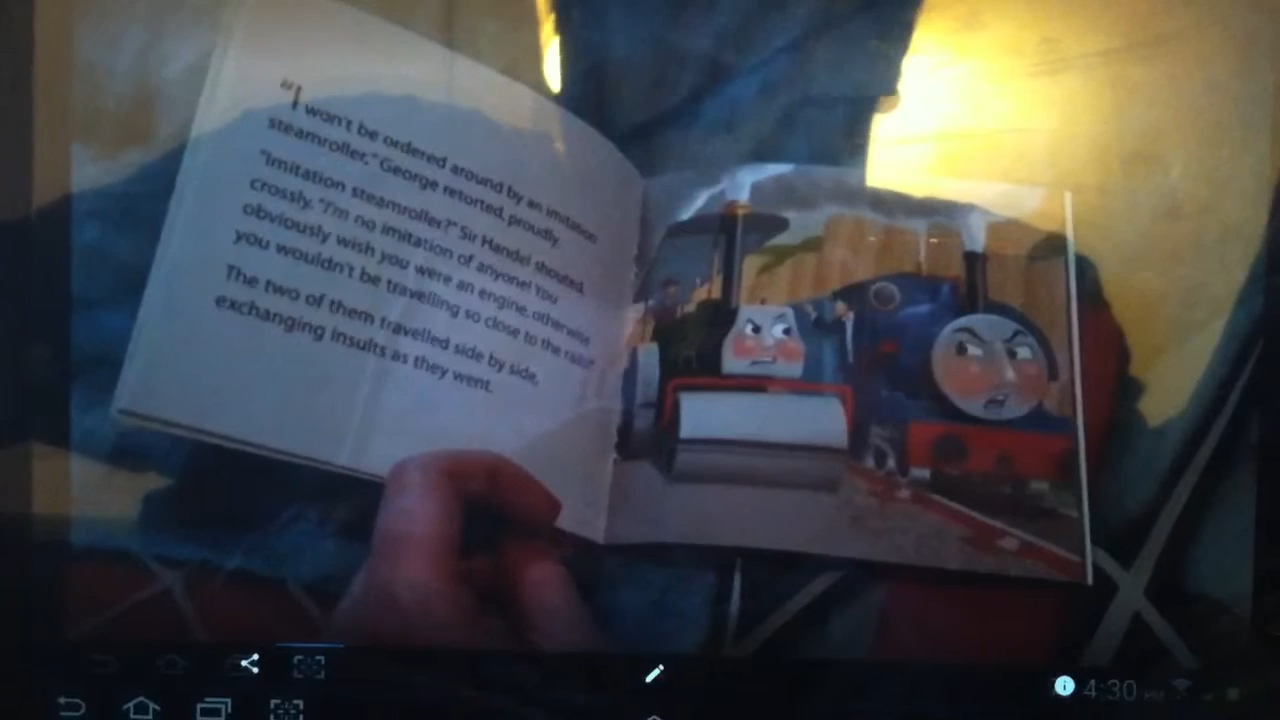 "I won't be ordered around by an imitation
steamroller," George retorted, proudly.
"Imitation steamroller?" Sir Handel shouted,
crossly. "I'm no imitation of anyone! You
obviously wish you were an engine, otherwise
you wouldn't be travelling so close to the rails!"
The two of them travelled side by side,
exchanging insults as they went.
4:30